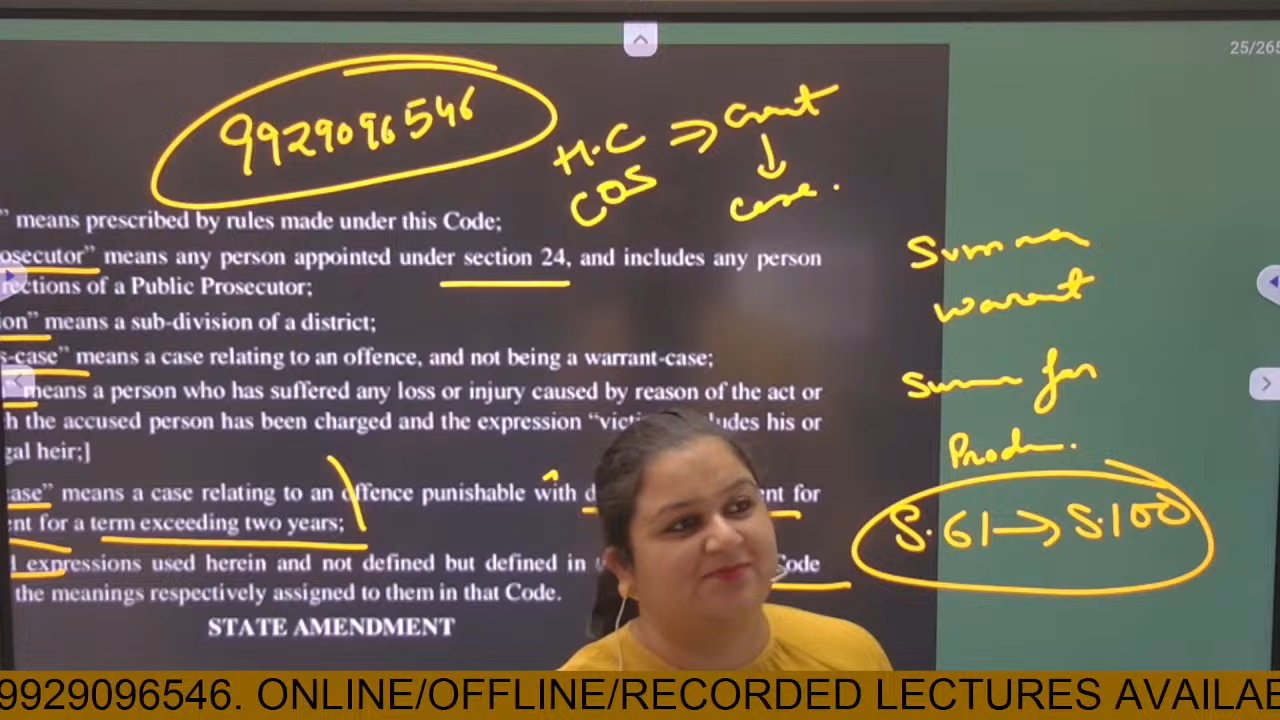 25/265
9929096546
H.C ⇒ Grant
COS case.
" means prescribed by rules made under this Code;
osecutor” means any person appointed under section 24, and includes any person
rections of a Public Prosecutor;
ion” means a sub-division of a district;
s-case” means a case relating to an offence, and not being a warrant-case;
means a person who has suffered any loss or injury caused by reason of the act or
h the accused person has been charged and the expression “victi udes his or
gal heir;]
case” means a case relating to an offence punishable with d nt for
nt for a term exceeding two years;
l expressions used herein and not defined but defined in Code
the meanings respectively assigned to them in that Code.
STATE AMENDMENT
Summon
warrant
Summ for
Produ.
S.61→S.100
9929096546. ONLINE/OFFLINE/RECORDED LECTURES AVAILAB